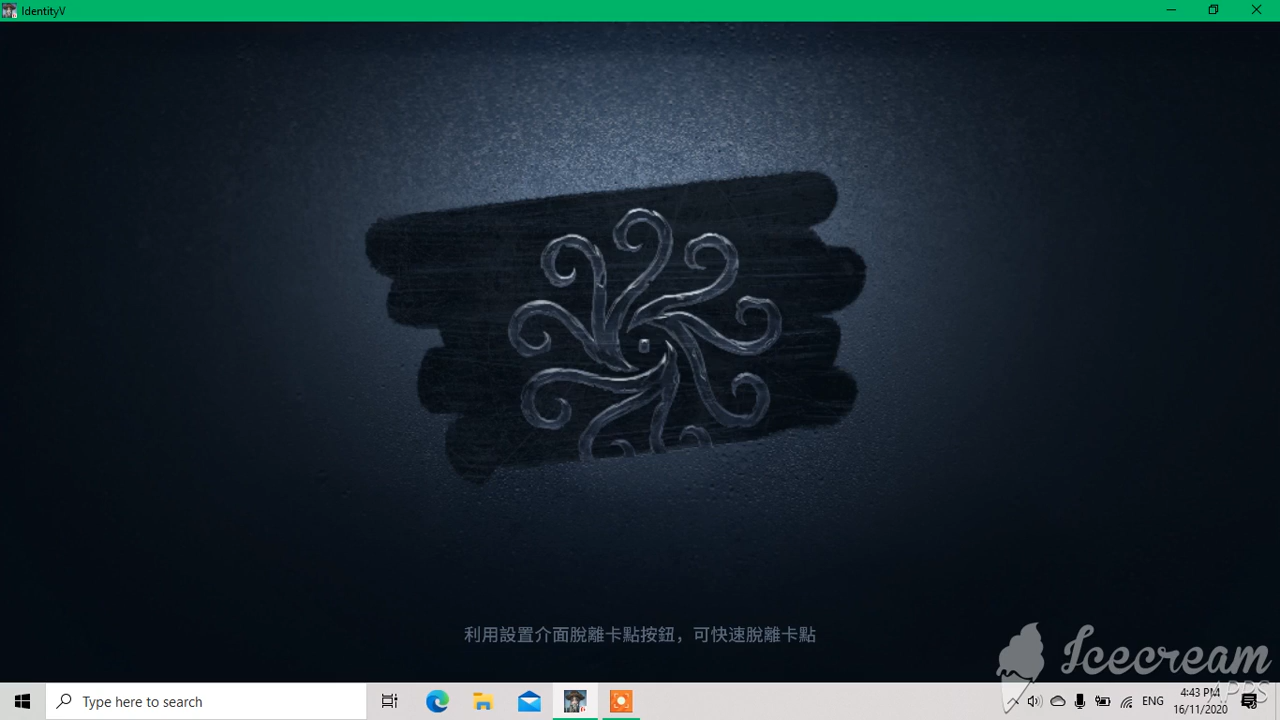 IdentityV
利用設置介面脫離卡點按鈕，可快速脫離卡點
Icecream
APPS
Type here to search
ENG
4:43 PM
16/11/2020